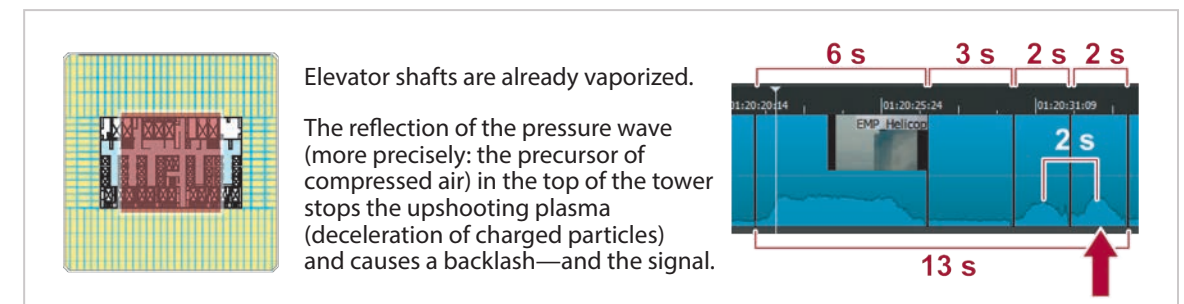 Elevator shafts are already vaporized.
The reflection of the pressure wave
(more precisely: the precursor of
compressed air) in the top of the tower
stops the upshooting plasma
(deceleration of charged particles)
and causes a backlash—and the signal.
6 s 3 s 2 s 2 s
01:20:20:14 01:20:25:24 01:20:31:09
EMP_Helicop
2 s
13 s